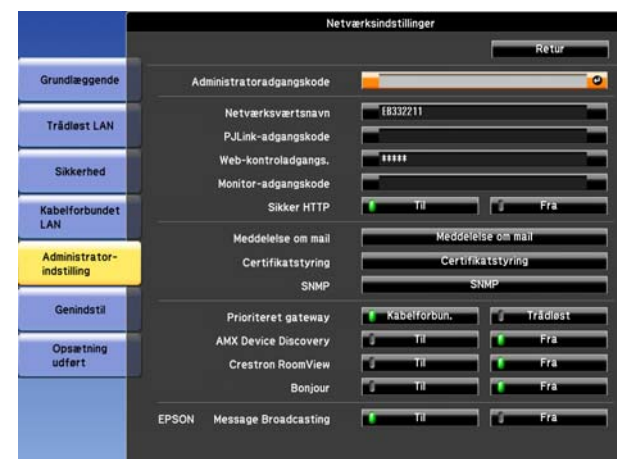 Netværksindstillinger
Retur
Grundlæggende
Trådløst LAN
Sikkerhed
Kabelforbundet
LAN
Administrator-
indstilling
Genindstil
Opsætning
udført
Administratoradgangskode
Netværksværtsnavn EB332211
PJLink-adgangskode
Web-kontroladgangs. *****
Monitor-adgangskode
Sikker HTTP Til Fra
Meddelelse om mail Meddelelse om mail
Certifikatstyring Certifikatstyring
SNMP SNMP
Prioriteret gateway Kabelforbun. Trådløst
AMX Device Discovery Til Fra
Crestron RoomView Til Fra
Bonjour Til Fra
EPSON Message Broadcasting Til Fra